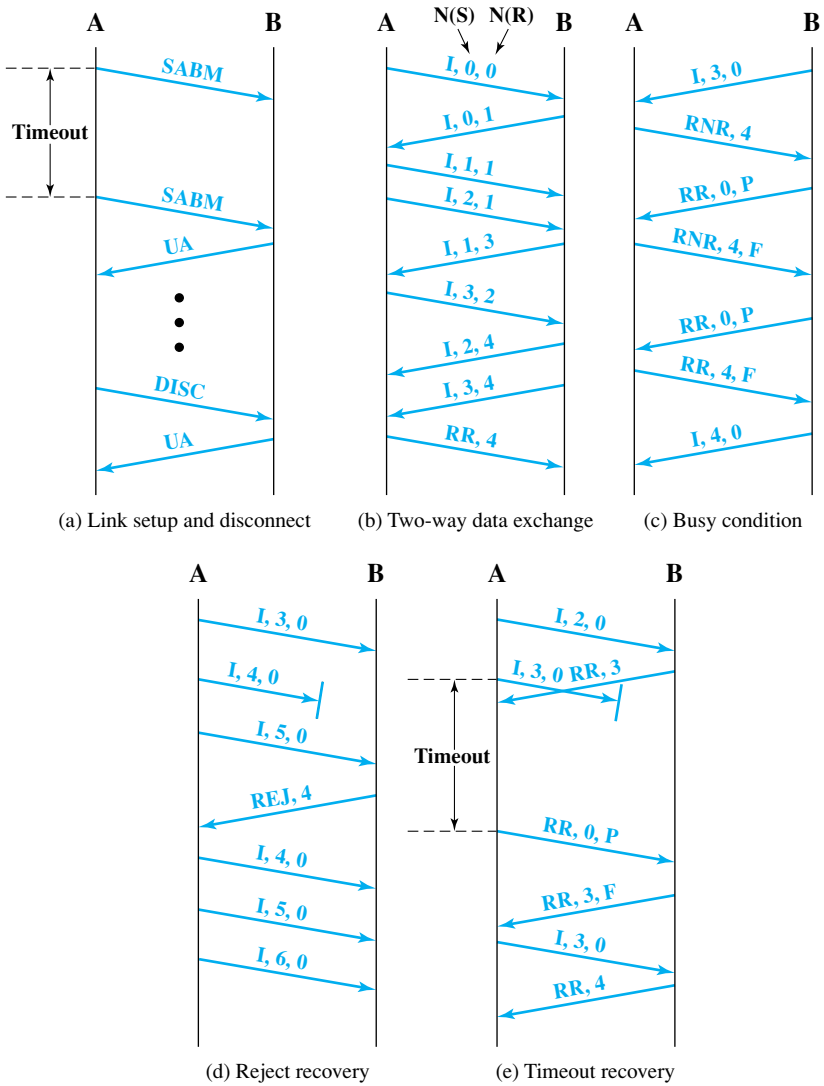 A
B
SABM
Timeout
SABM
UA
DISC
UA
(a) Link setup and disconnect
N(S) N(R)
A
B
I, 0, 0
I, 0, 1
I, 1, 1
I, 2, 1
I, 1, 3
I, 3, 2
I, 2, 4
I, 3, 4
RR, 4
(b) Two-way data exchange
A
B
I, 3, 0
RNR, 4
RR, 0, P
RNR, 4, F
RR, 0, P
RR, 4, F
I, 4, 0
(c) Busy condition
A
B
I, 3, 0
I, 4, 0
I, 5, 0
REJ, 4
I, 4, 0
I, 5, 0
I, 6, 0
(d) Reject recovery
A
B
I, 2, 0
I, 3, 0 RR, 3
Timeout
RR, 0, P
RR, 3, F
I, 3, 0
RR, 4
(e) Timeout recovery